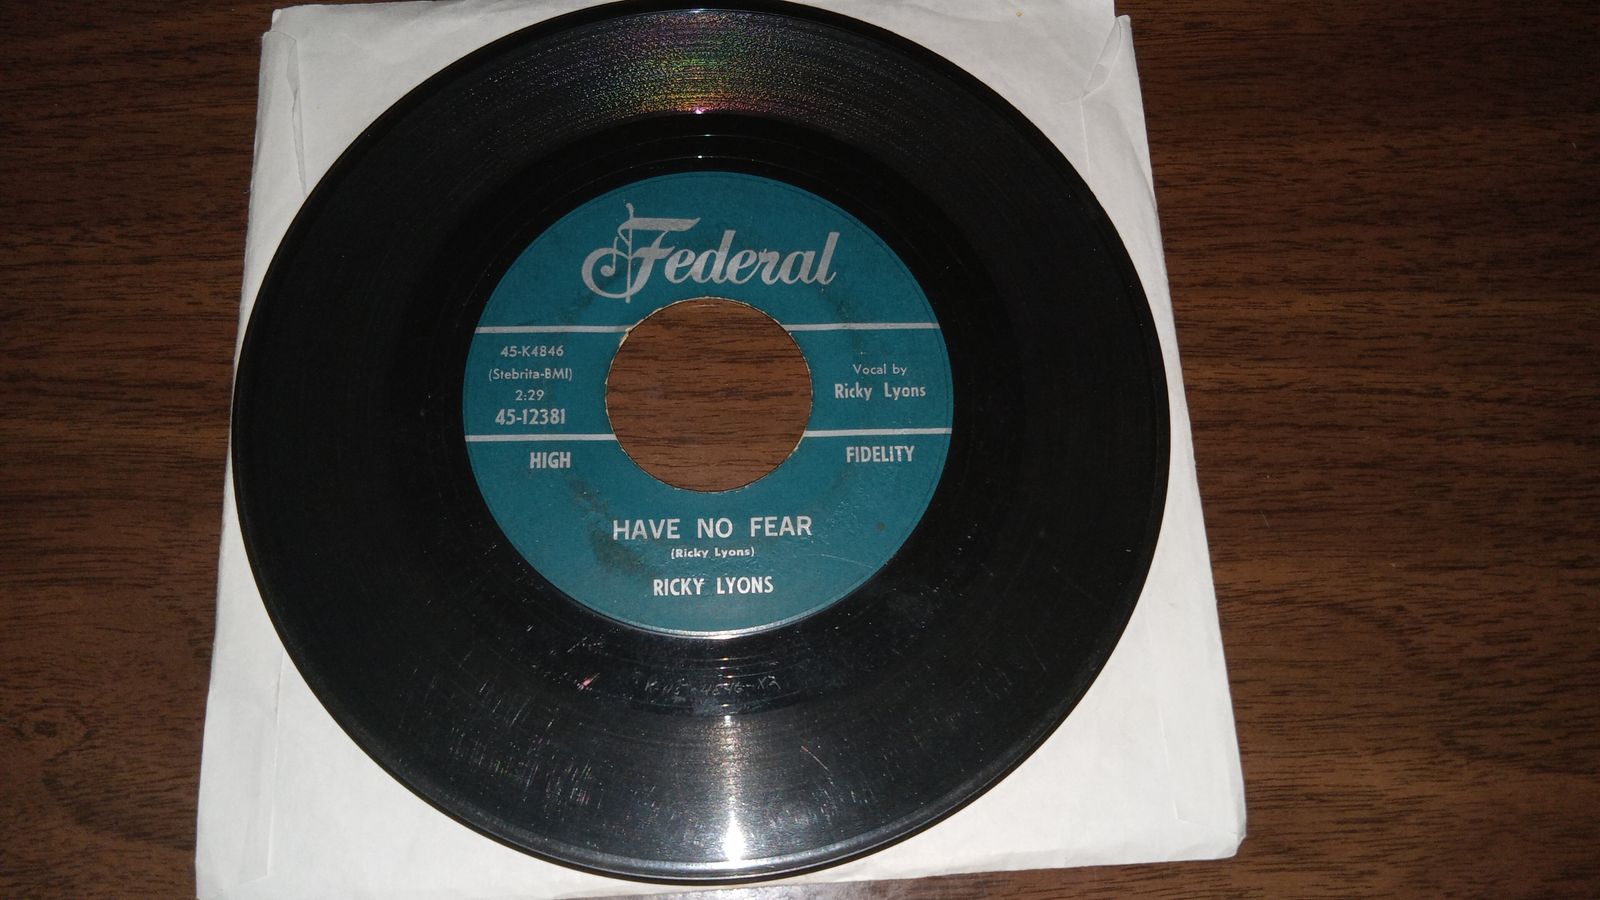 Federal
45-K4846
(Stebrita-BMI)
2:29
45-12381
Vocal by
Ricky Lyons
HIGH FIDELITY
HAVE NO FEAR
(Ricky Lyons)
RICKY LYONS